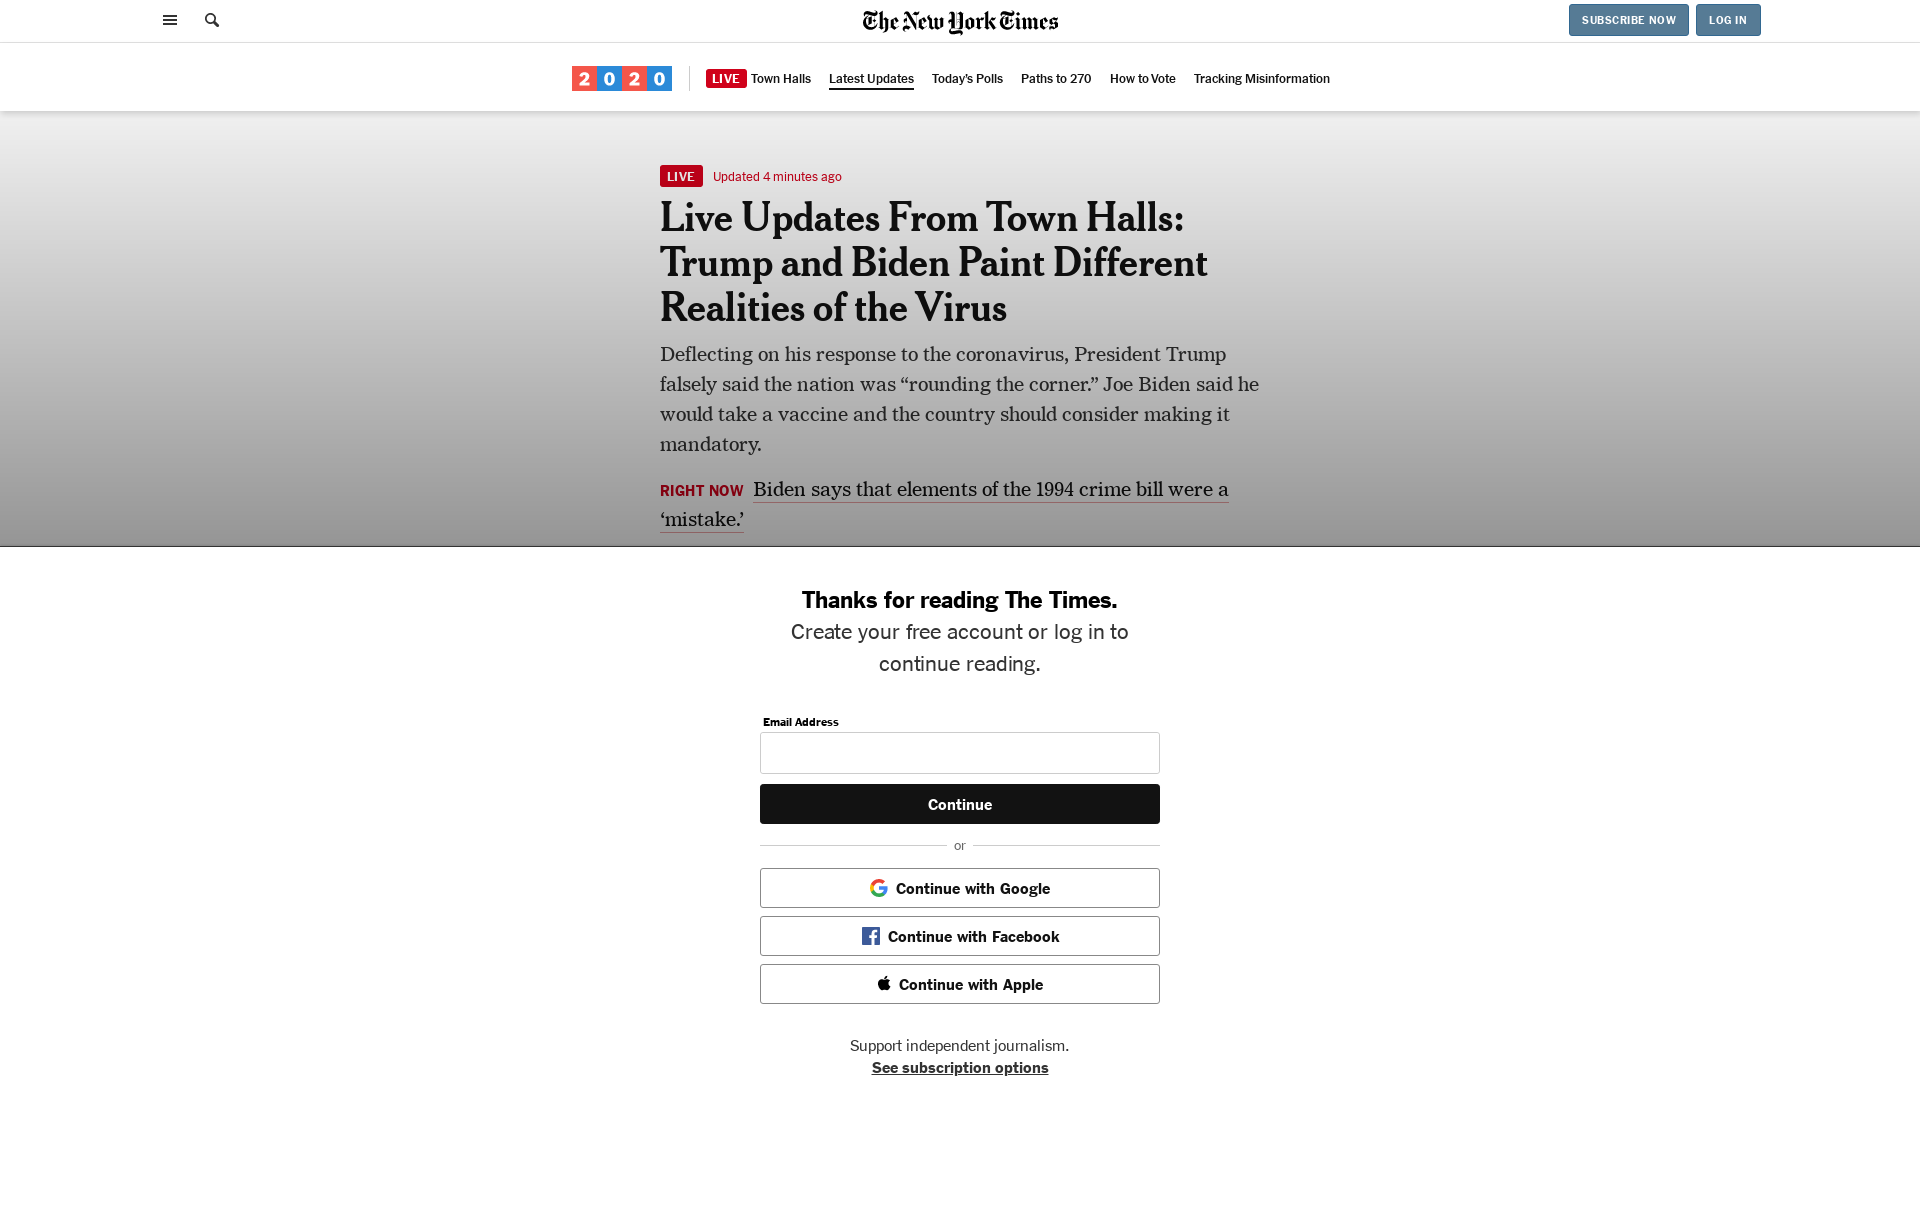 The New York Times
SUBSCRIBE NOW
LOG IN
2020
LIVE Town Halls
Latest Updates
Today's Polls
Paths to 270
How to Vote
Tracking Misinformation
LIVE Updated 4 minutes ago
Live Updates From Town Halls:
Trump and Biden Paint Different
Realities of the Virus
Deflecting on his response to the coronavirus, President Trump
falsely said the nation was “rounding the corner.” Joe Biden said he
would take a vaccine and the country should consider making it
mandatory.
RIGHT NOW Biden says that elements of the 1994 crime bill were a
‘mistake.’
Thanks for reading The Times.
Create your free account or log in to
continue reading.
Email Address
Continue
or
Continue with Google
Continue with Facebook
Continue with Apple
Support independent journalism.
See subscription options